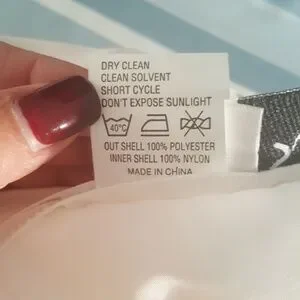 DRY CLEAN
CLEAN SOLVENT
SHORT CYCLE
DON'T EXPOSE SUNLIGHT
40°C
OUT SHELL 100% POLYESTER
INNER SHELL 100% NYLON
MADE IN CHINA